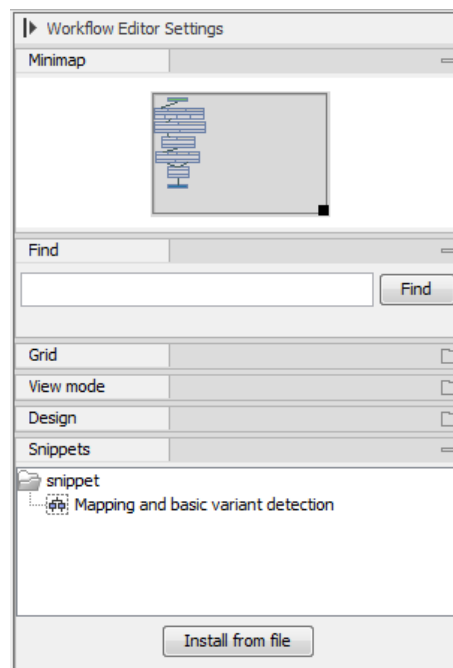 Workflow Editor Settings
Minimap
Find
Find
Grid
View mode
Design
Snippets
snippet
Mapping and basic variant detection
Install from file